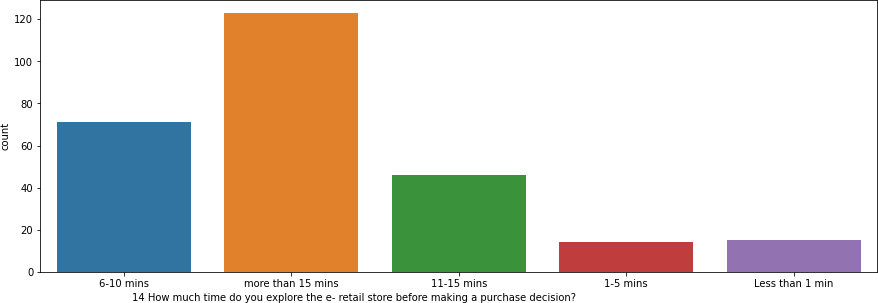 120
100
80
60
40
20
0
count
6-10 mins more than 15 mins 11-15 mins 1-5 mins Less than 1 min
14 How much time do you explore the e- retail store before making a purchase decision?